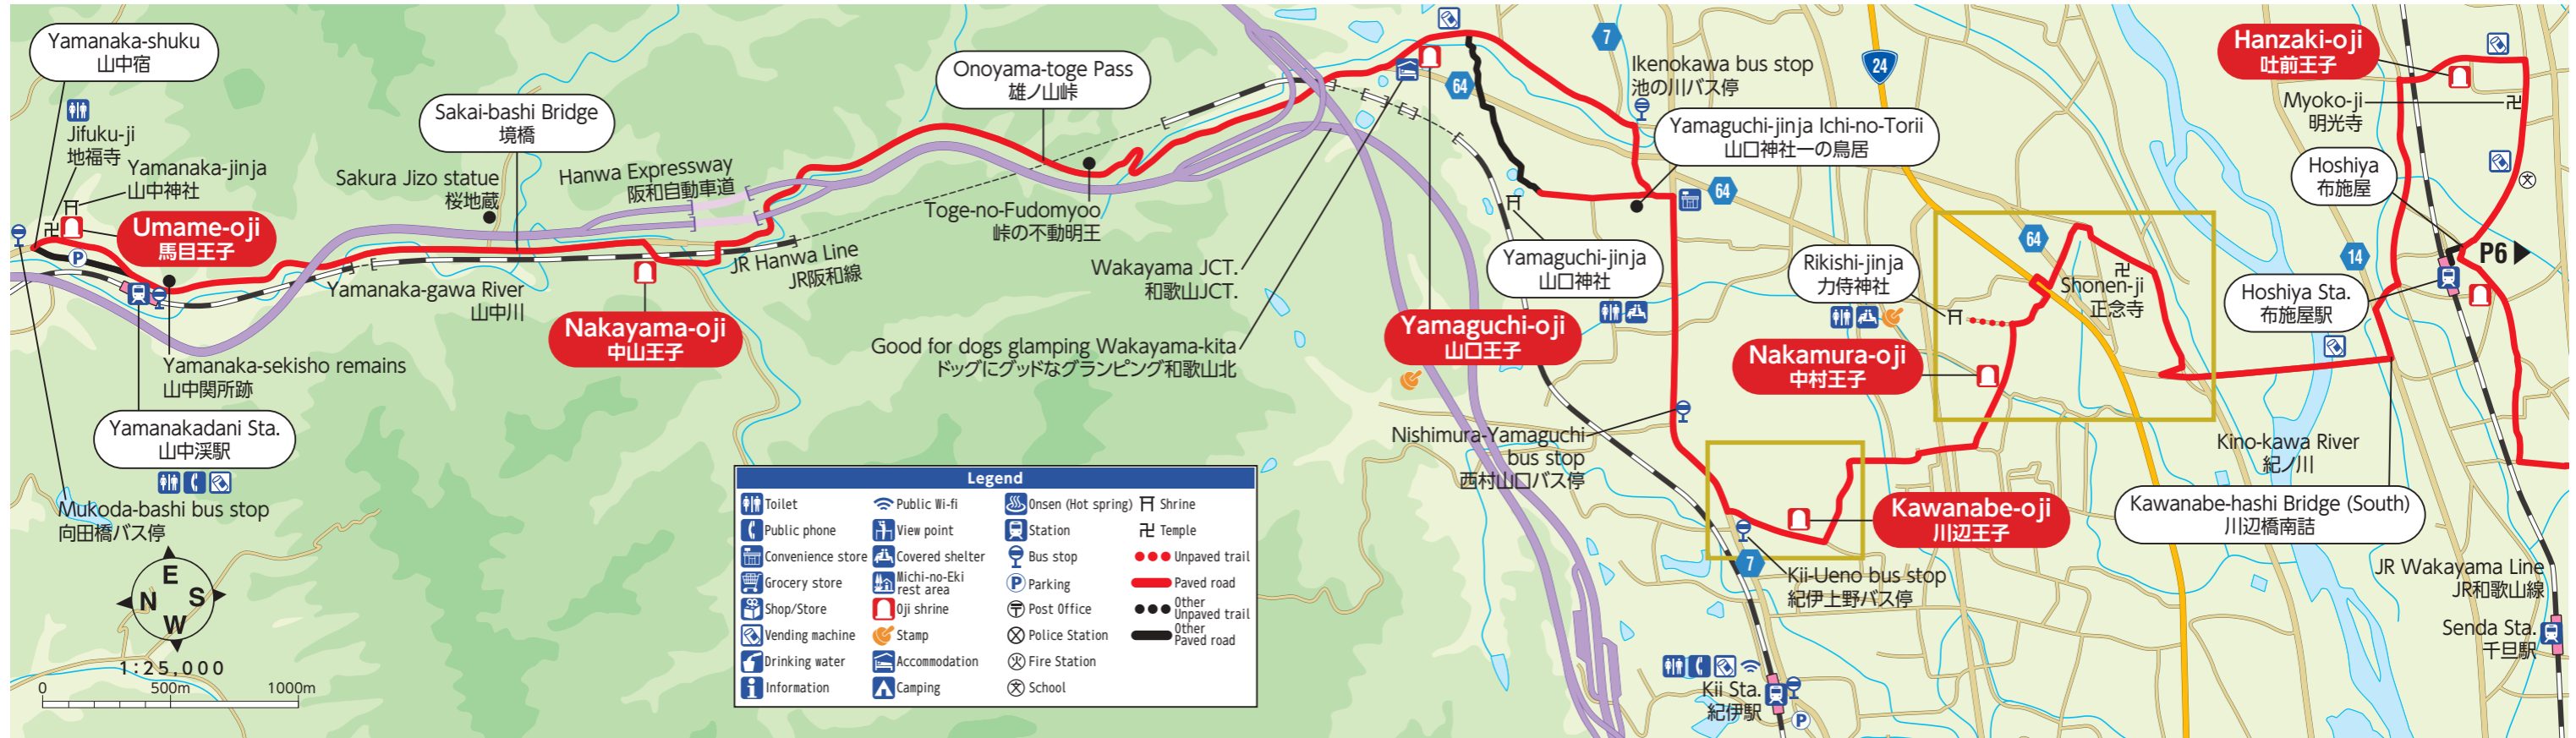 Yamanaka-shuku
山中宿
Jifuku-ji
地福寺
Yamanaka-jinja
山中神社
Umame-oji
馬目王子
P
Yamanaka-sekisho remains
山中関所跡
Yamanakadani Sta.
山中渓駅
Mukoda-bashi bus stop
向田橋バス停
E
N S
W
1:25,000
0 500m 1000m
Sakai-bashi Bridge
境橋
Sakura Jizo statue
桜地蔵
Hanwa Expressway
阪和自動車道
Yamanaka-gawa River
山中川
JR Hanwa Line
JR阪和線
Nakayama-oji
中山王子
Onoyama-toge Pass
雄ノ山峠
Toge-no-Fudomyoo
峠の不動明王
Wakayama JCT.
和歌山JCT.
Good for dogs glamping Wakayama-kita
ドッグにグッドなグランピング和歌山北
Legend
Toilet
Public phone
Convenience store
Grocery store
Shop/Store
Vending machine
Drinking water
Information
Public Wi-fi
View point
Covered shelter
Michi-no-Eki
rest area
Oji shrine
Stamp
Accommodation
Camping
Onsen (Hot spring)
Station
Bus stop
Parking
Post Office
Police Station
Fire Station
School
Shrine
Temple
Unpaved trail
Paved road
Other
Unpaved trail
Other
Paved road
Yamaguchi-oji
山口王子
64
7
Ikenokawa bus stop
池の川バス停
Yamaguchi-jinja Ichi-no-Torii
山口神社一の鳥居
64
Yamaguchi-jinja
山口神社
Nishimura-Yamaguchi
bus stop
西村山口バス停
Kawanabe-oji
川辺王子
7
Kii-Ueno bus stop
紀伊上野バス停
Kii Sta.
紀伊駅
P
24
Rikishi-jinja
力侍神社
Nakamura-oji
中村王子
64
Shonen-ji
正念寺
Kino-kawa River
紀ノ川
Kawanabe-hashi Bridge (South)
川辺橋南詰
14
Hanzaki-oji
吐前王子
Myoko-ji
明光寺
Hoshiya
布施屋
P6
Hoshiya Sta.
布施屋駅
JR Wakayama Line
JR和歌山線
Senda Sta.
千旦駅